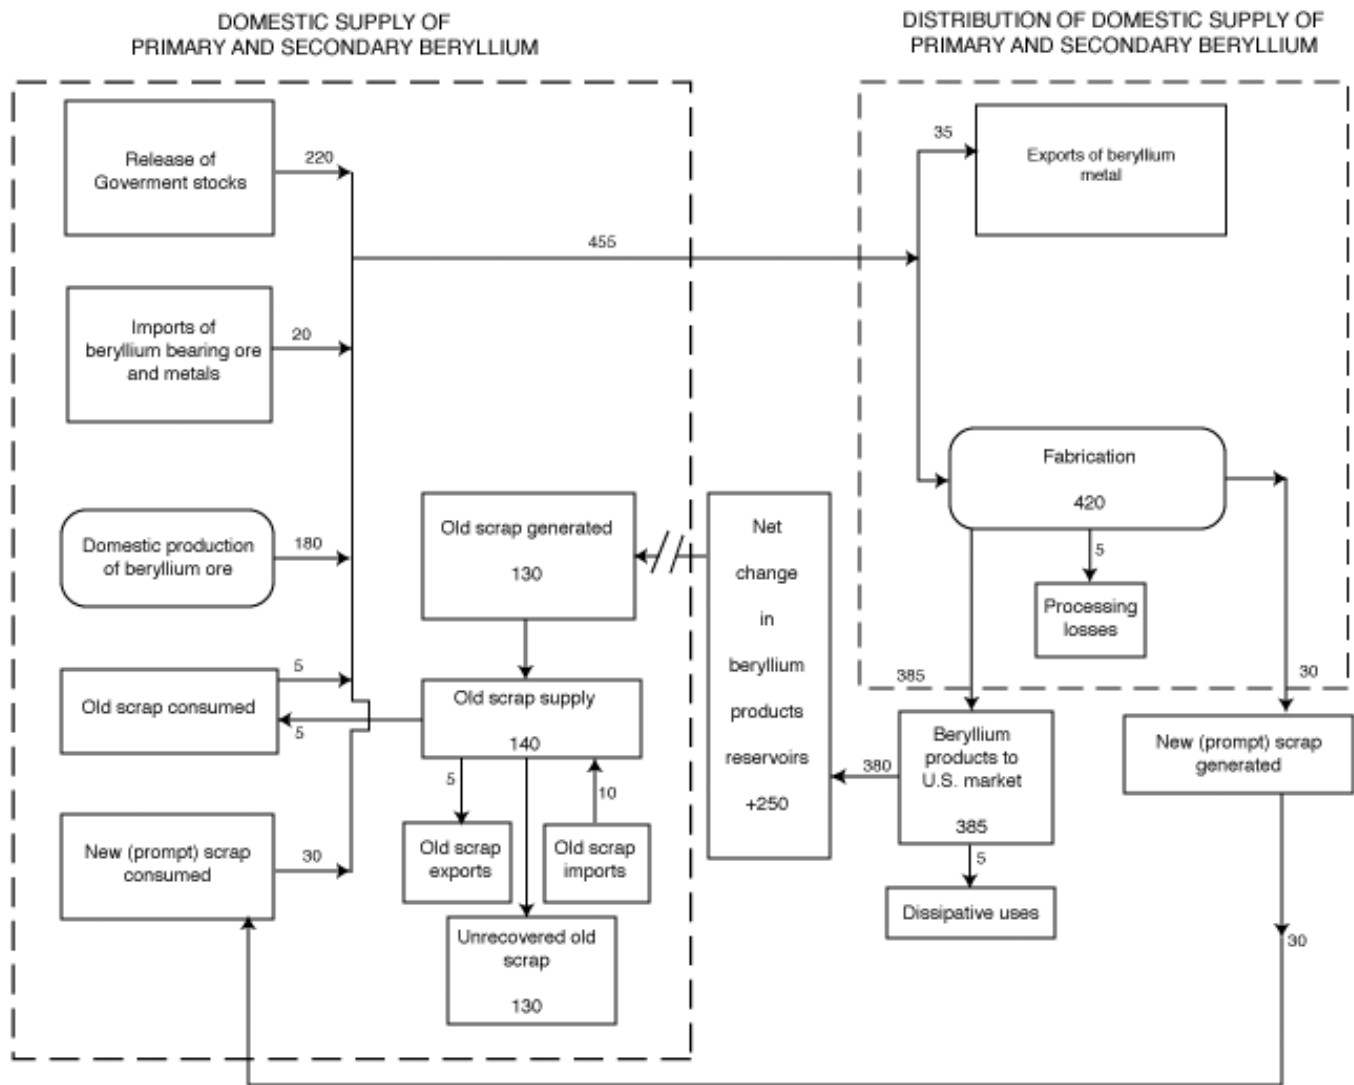 DOMESTIC SUPPLY OF
PRIMARY AND SECONDARY BERYLLIUM
DISTRIBUTION OF DOMESTIC SUPPLY OF
PRIMARY AND SECONDARY BERYLLIUM
Release of
Goverment stocks
220
35
Exports of beryllium
metal
455
Imports of
beryllium bearing ore
and metals
20
Fabrication
420
Domestic production
of beryllium ore
180
Old scrap generated
130
Net
change
in
beryllium
products
reservoirs
+250
5
Processing
losses
385
30
Old scrap consumed
5
5
Old scrap supply
140
Beryllium
products to
U.S. market
385
380
New (prompt) scrap
generated
New (prompt) scrap
consumed
30
5
10
Old scrap
exports
Old scrap
imports
5
Dissipative uses
Unrecovered old
scrap
130
30